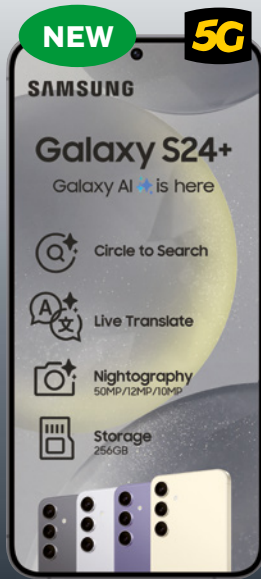 NEW
5G
SAMSUNG
Galaxy S24+
Galaxy AI is here
Circle to Search
A 文
Live Translate
Nightography
50MP/12MP/10MP
Storage
256GB